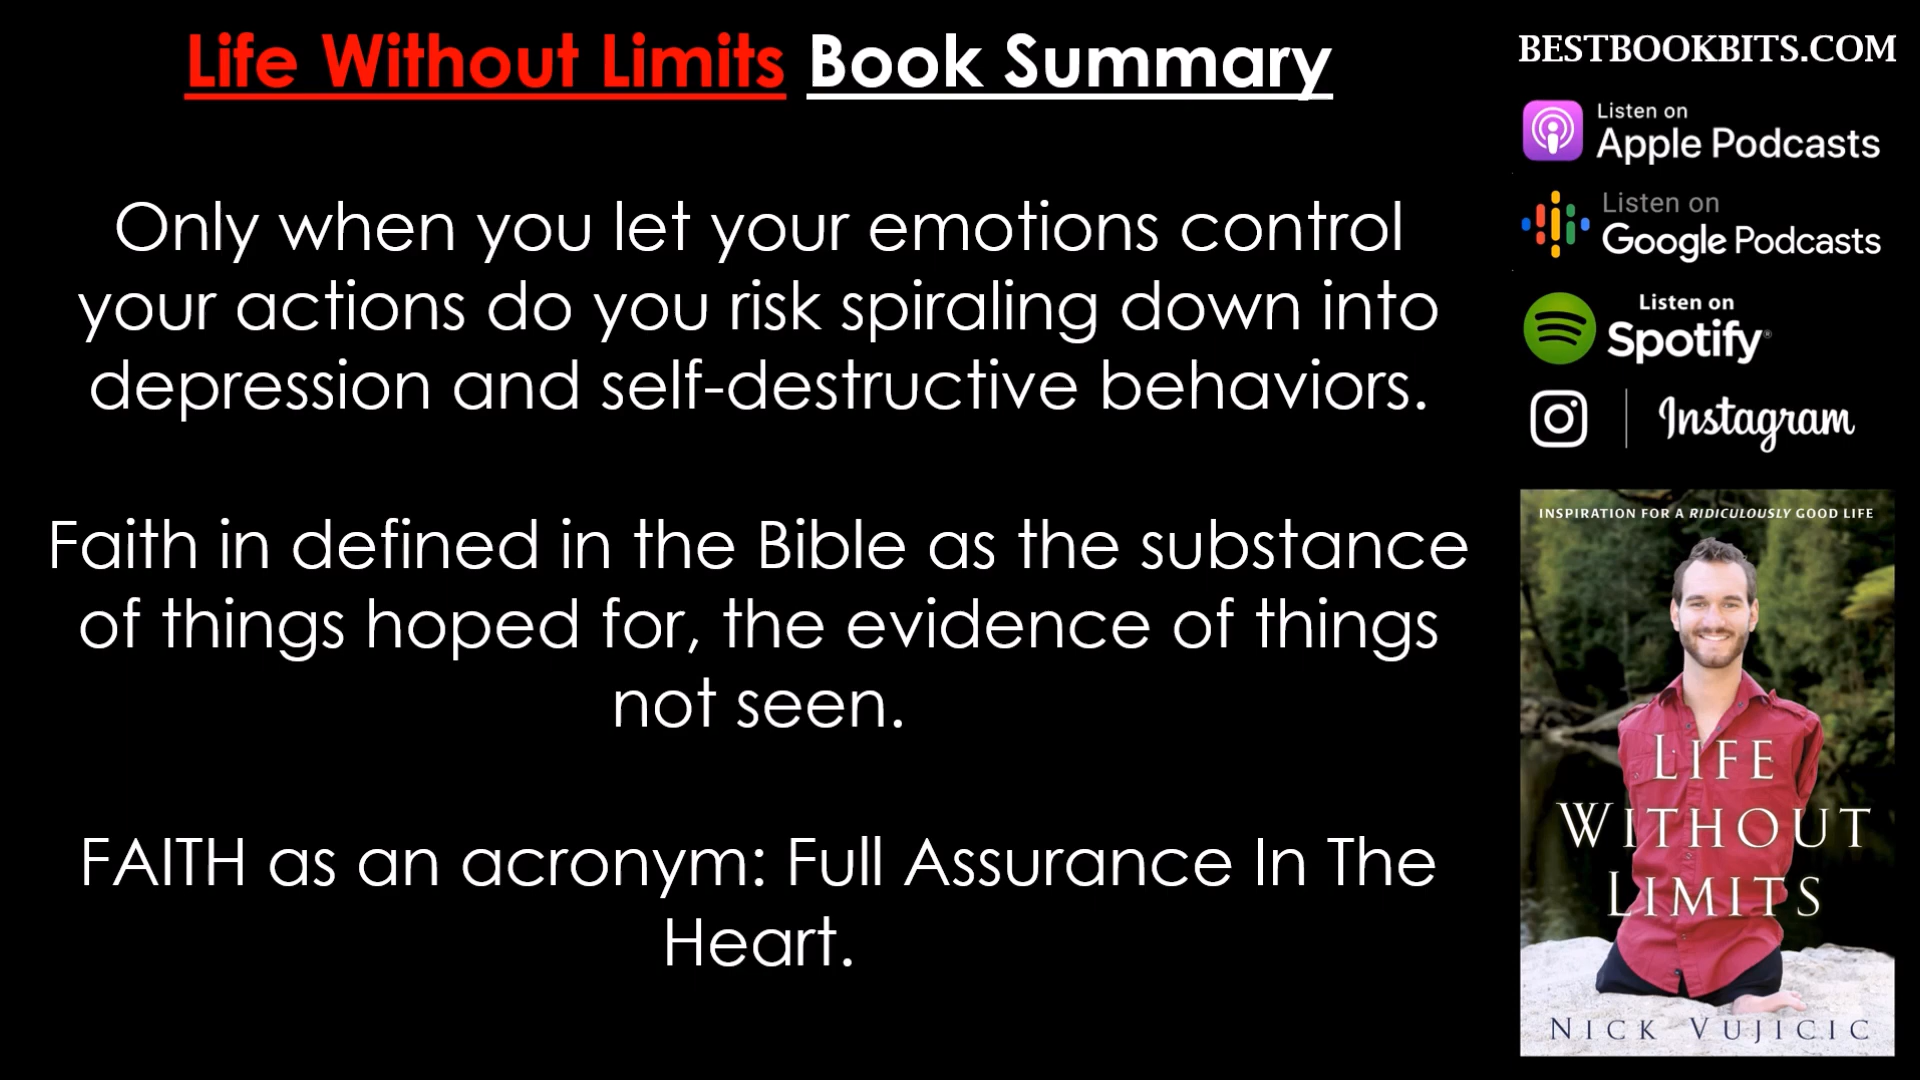 Life Without Limits Book Summary
Only when you let your emotions control
your actions do you risk spiraling down into
depression and self-destructive behaviors.
Faith in defined in the Bible as the substance
of things hoped for, the evidence of things
not seen.
FAITH as an acronym: Full Assurance In The
Heart.
BESTBOOKBITS.COM
Listen on
Apple Podcasts
Listen on
Google Podcasts
Listen on
Spotify®
Instagram
INSPIRATION FOR A RIDICULOUSLY GOOD LIFE
LIFE
WITHOUT
LIMITS
NICK VUJICIC